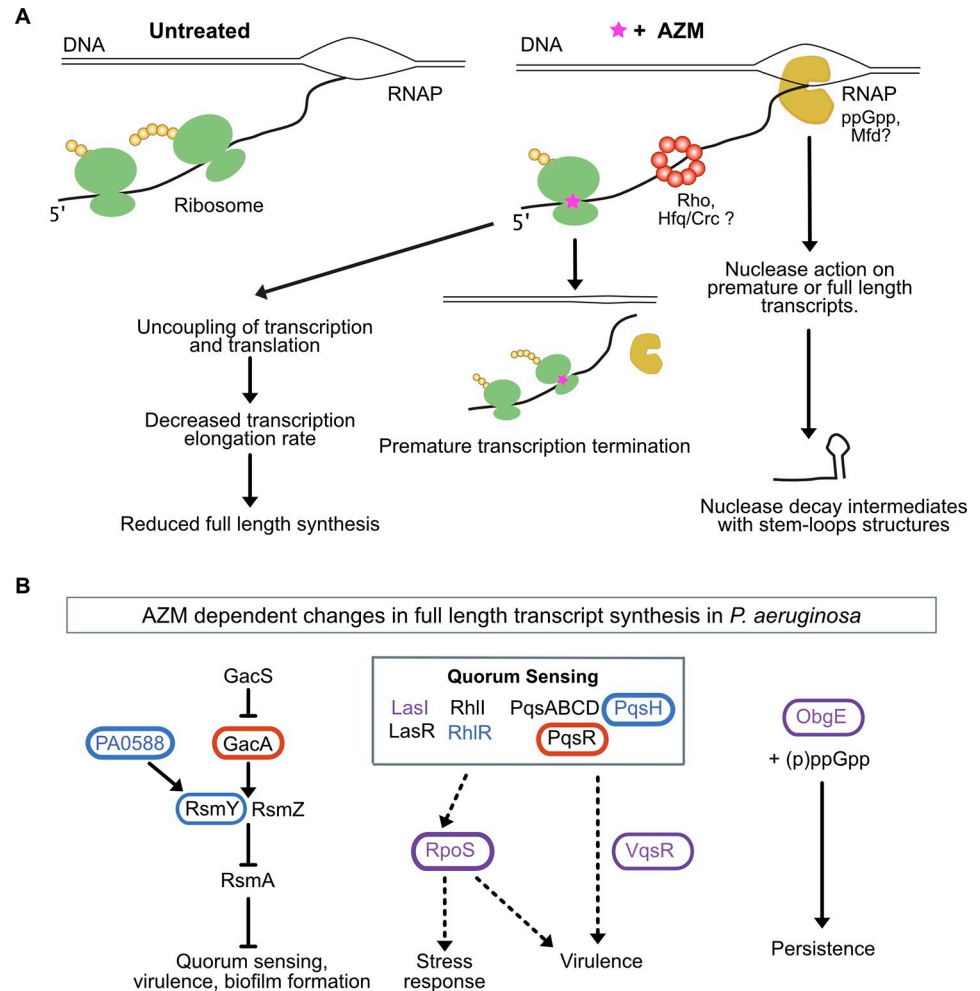 A
Untreated
DNA
RNAP
Ribosome
5'
+ AZM
DNA
RNAP
ppGpp,
Mfd?
Rho,
Hfq/Crc ?
5'
Uncoupling of transcription
and translation
Decreased transcription
elongation rate
Reduced full length synthesis
Premature transcription termination
Nuclease action on
premature or full length
transcripts.
Nuclease decay intermediates
with stem-loops structures
B
AZM dependent changes in full length transcript synthesis in P. aeruginosa
GacS
PA0588
GacA
RsmY RsmZ
RsmA
Quorum sensing,
virulence, biofilm formation
Quorum Sensing
LasI RhlI PqsABCD PqsH
LasR RhlR PqsR
RpoS
VqsR
Stress
response
Virulence
ObgE
+ (p)ppGpp
Persistence